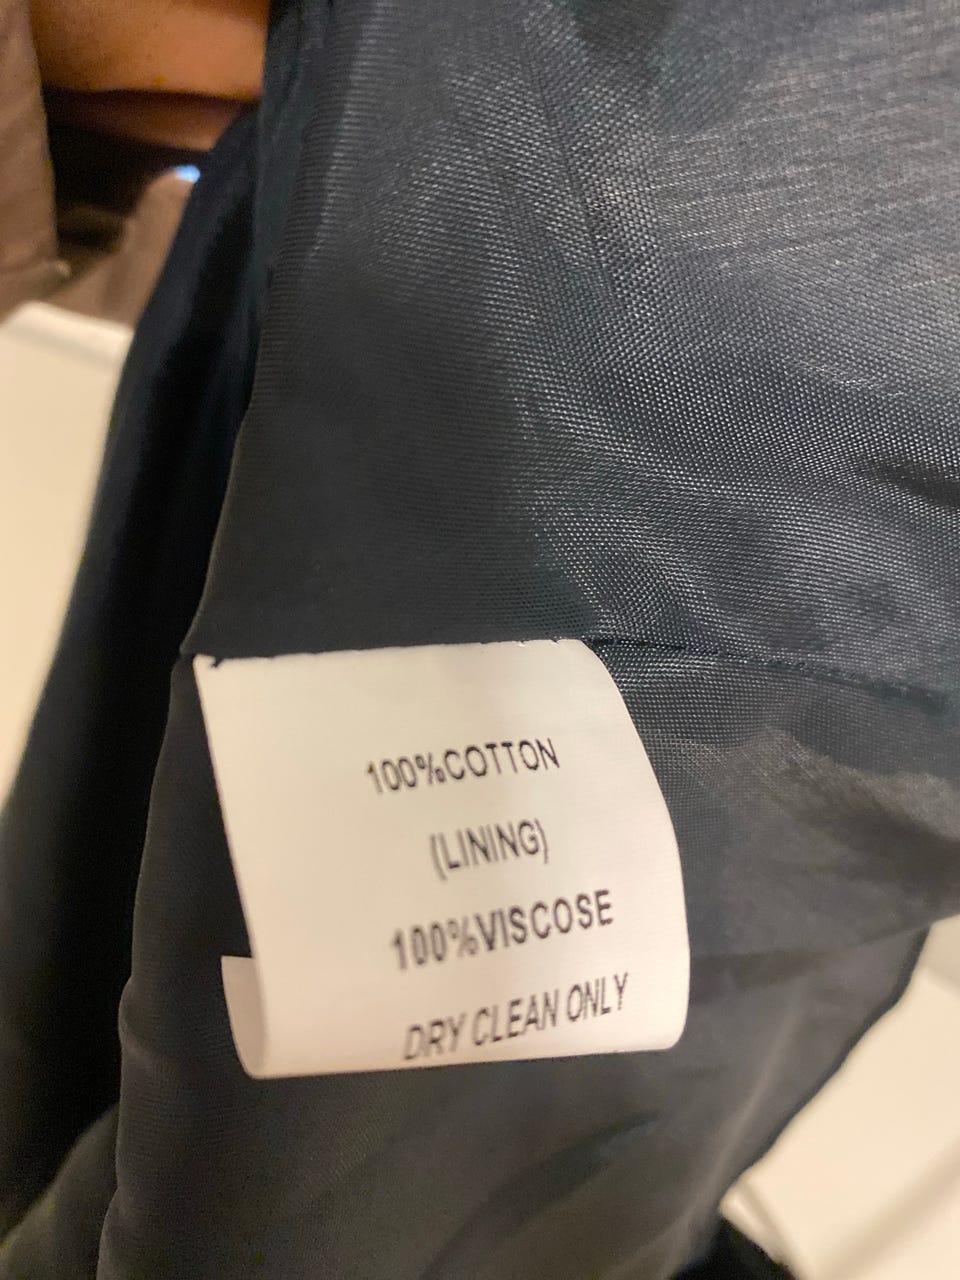 100%COTTON
(LINING)
100%VISCOSE
DRY CLEAN ONLY